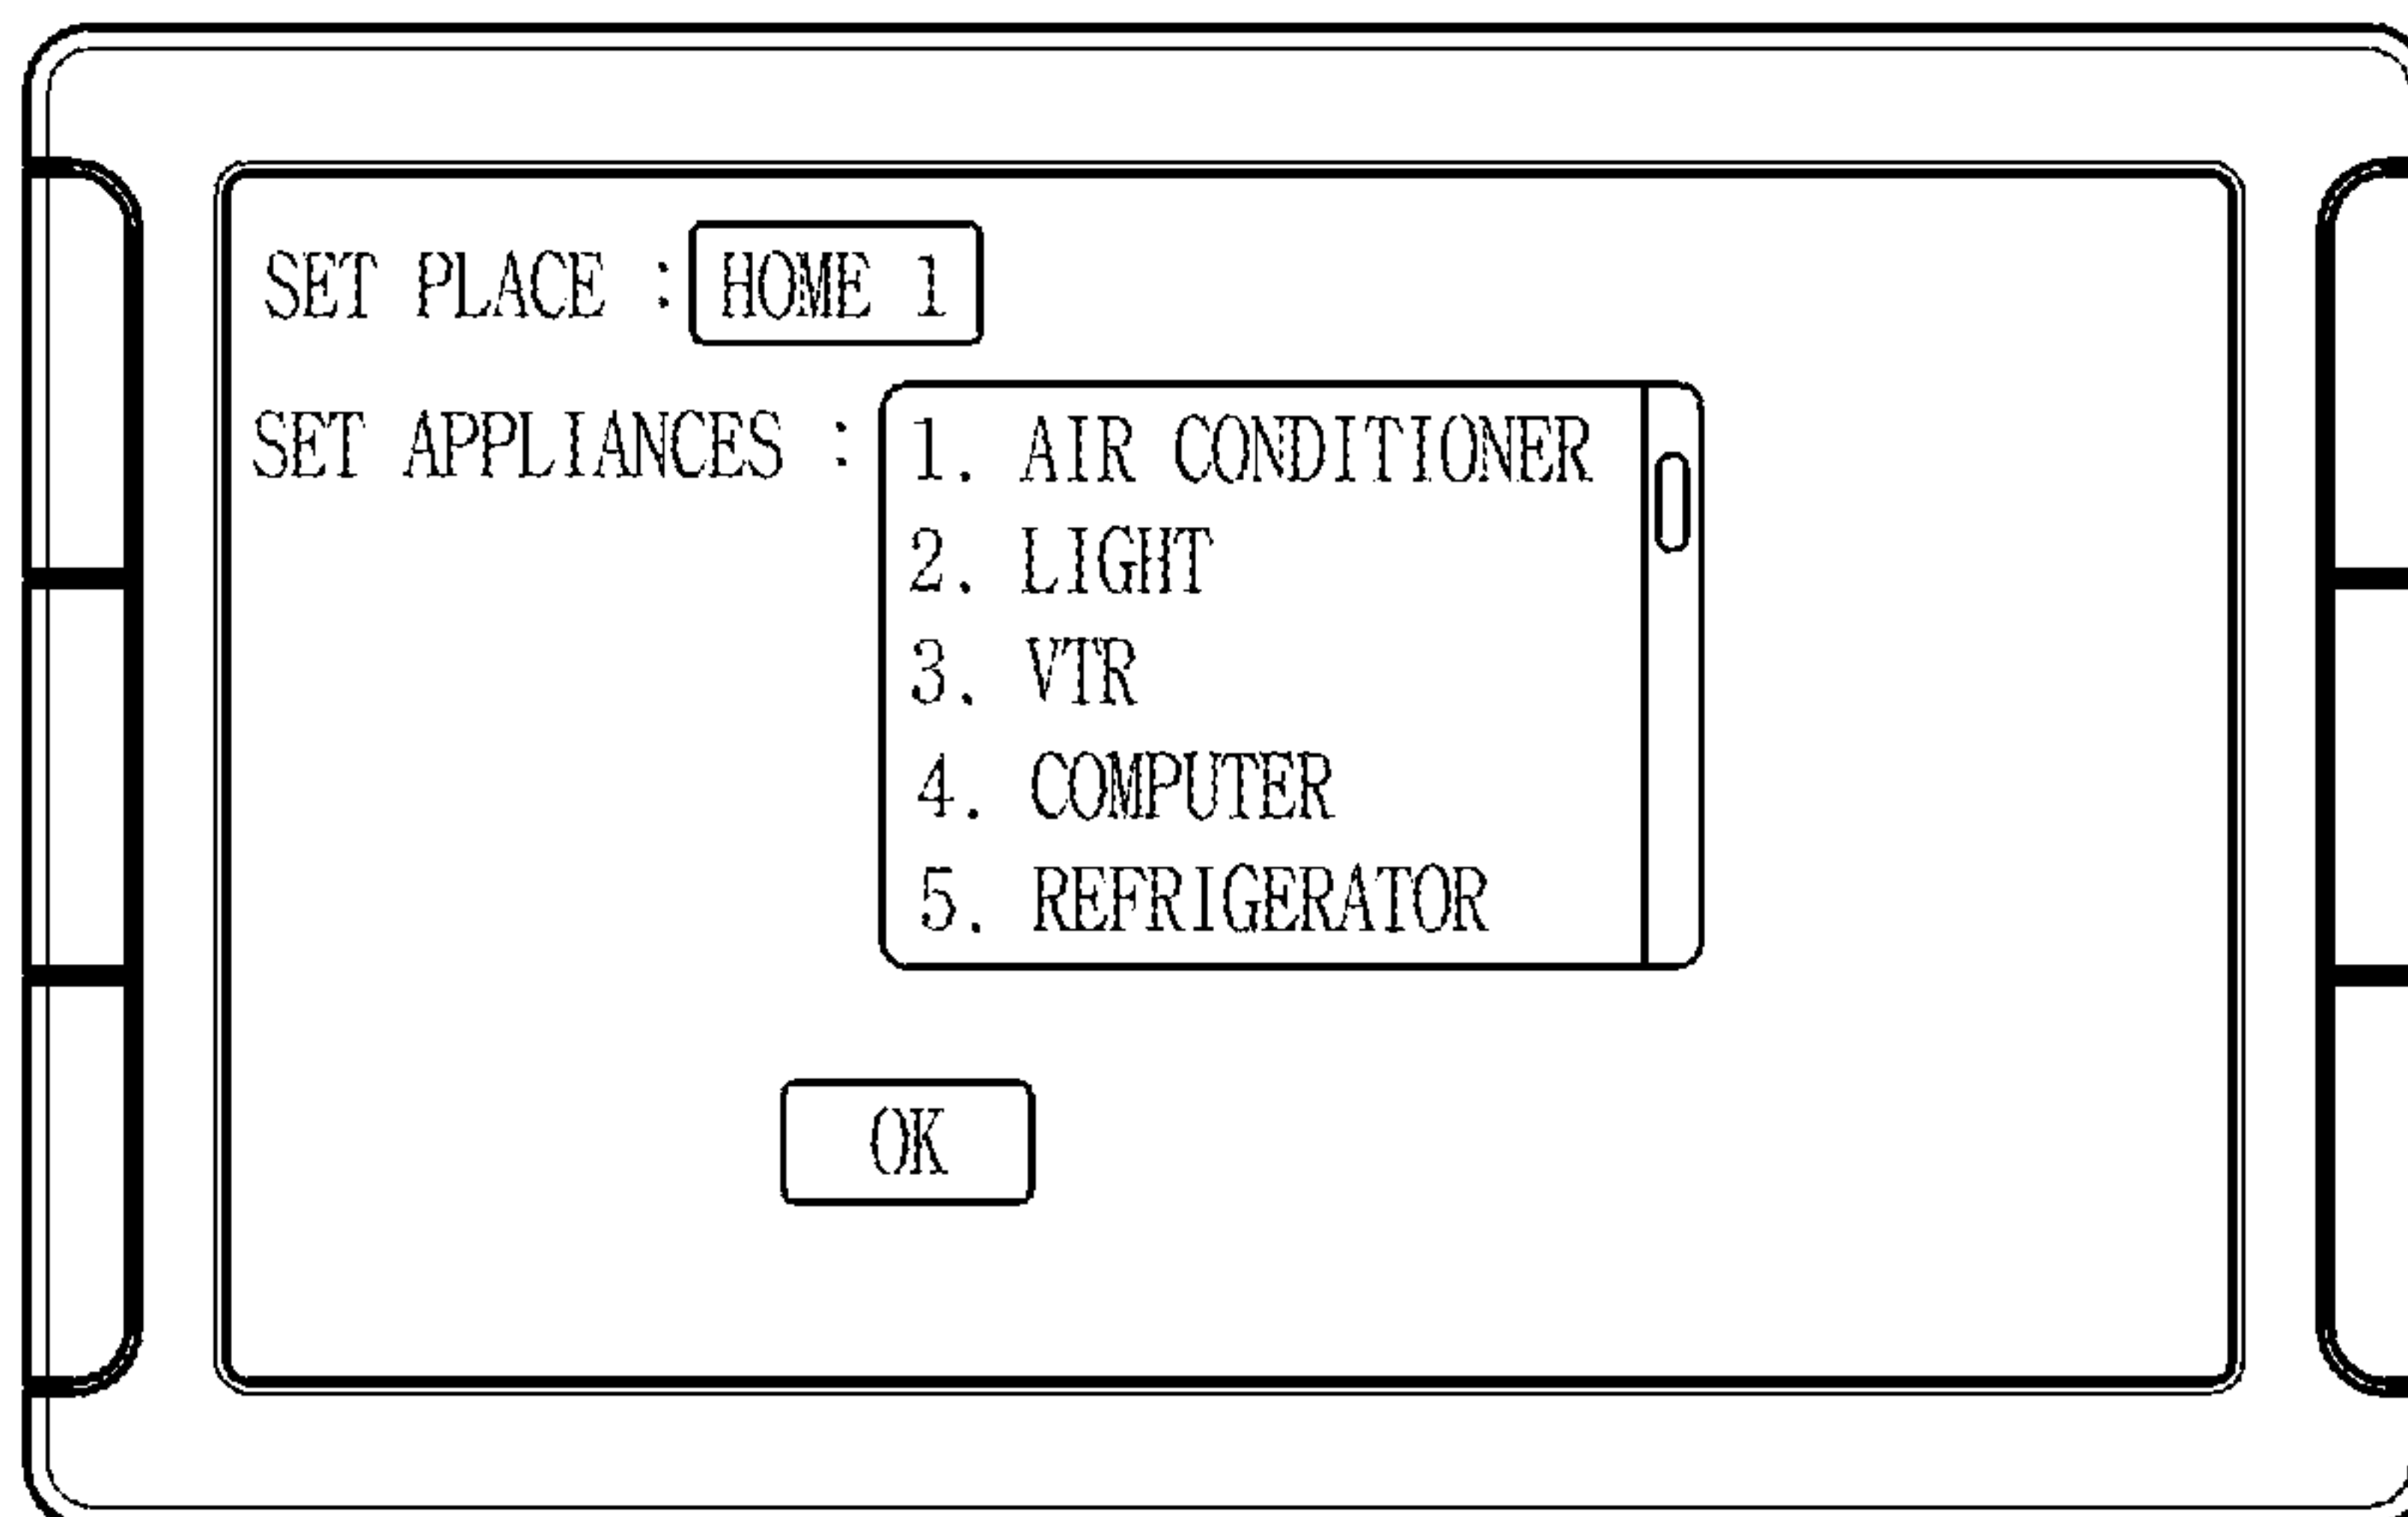 SET PLACE : HOME 1
SET APPLIANCES : 1. AIR CONDITIONER
2. LIGHT
3. VTR
4. COMPUTER
5. REFRIGERATOR
OK